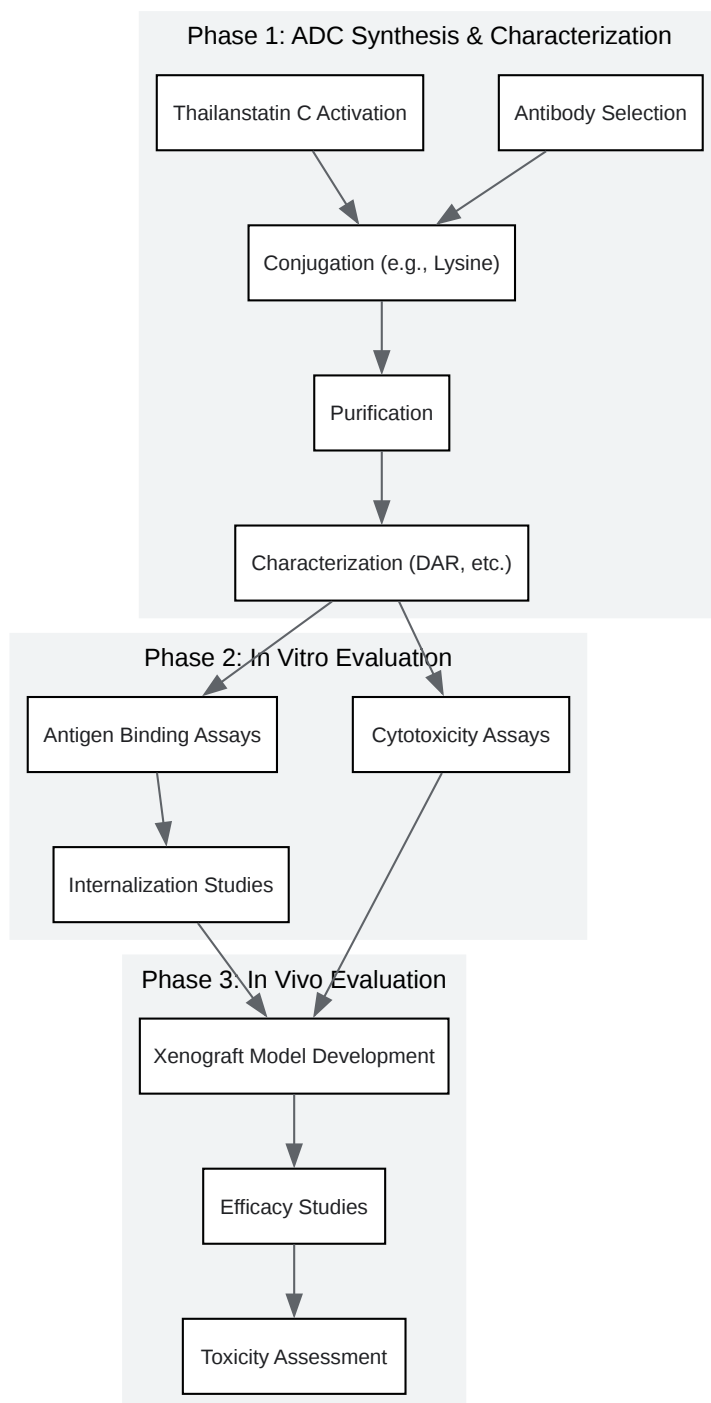 Phase 1: ADC Synthesis & Characterization
Thailanstatin C Activation
Antibody Selection
Conjugation (e.g., Lysine)
Purification
Characterization (DAR, etc.)
Phase 2: In Vitro Evaluation
Antigen Binding Assays
Cytotoxicity Assays
Internalization Studies
Phase 3: In Vivo Evaluation
Xenograft Model Development
Efficacy Studies
Toxicity Assessment